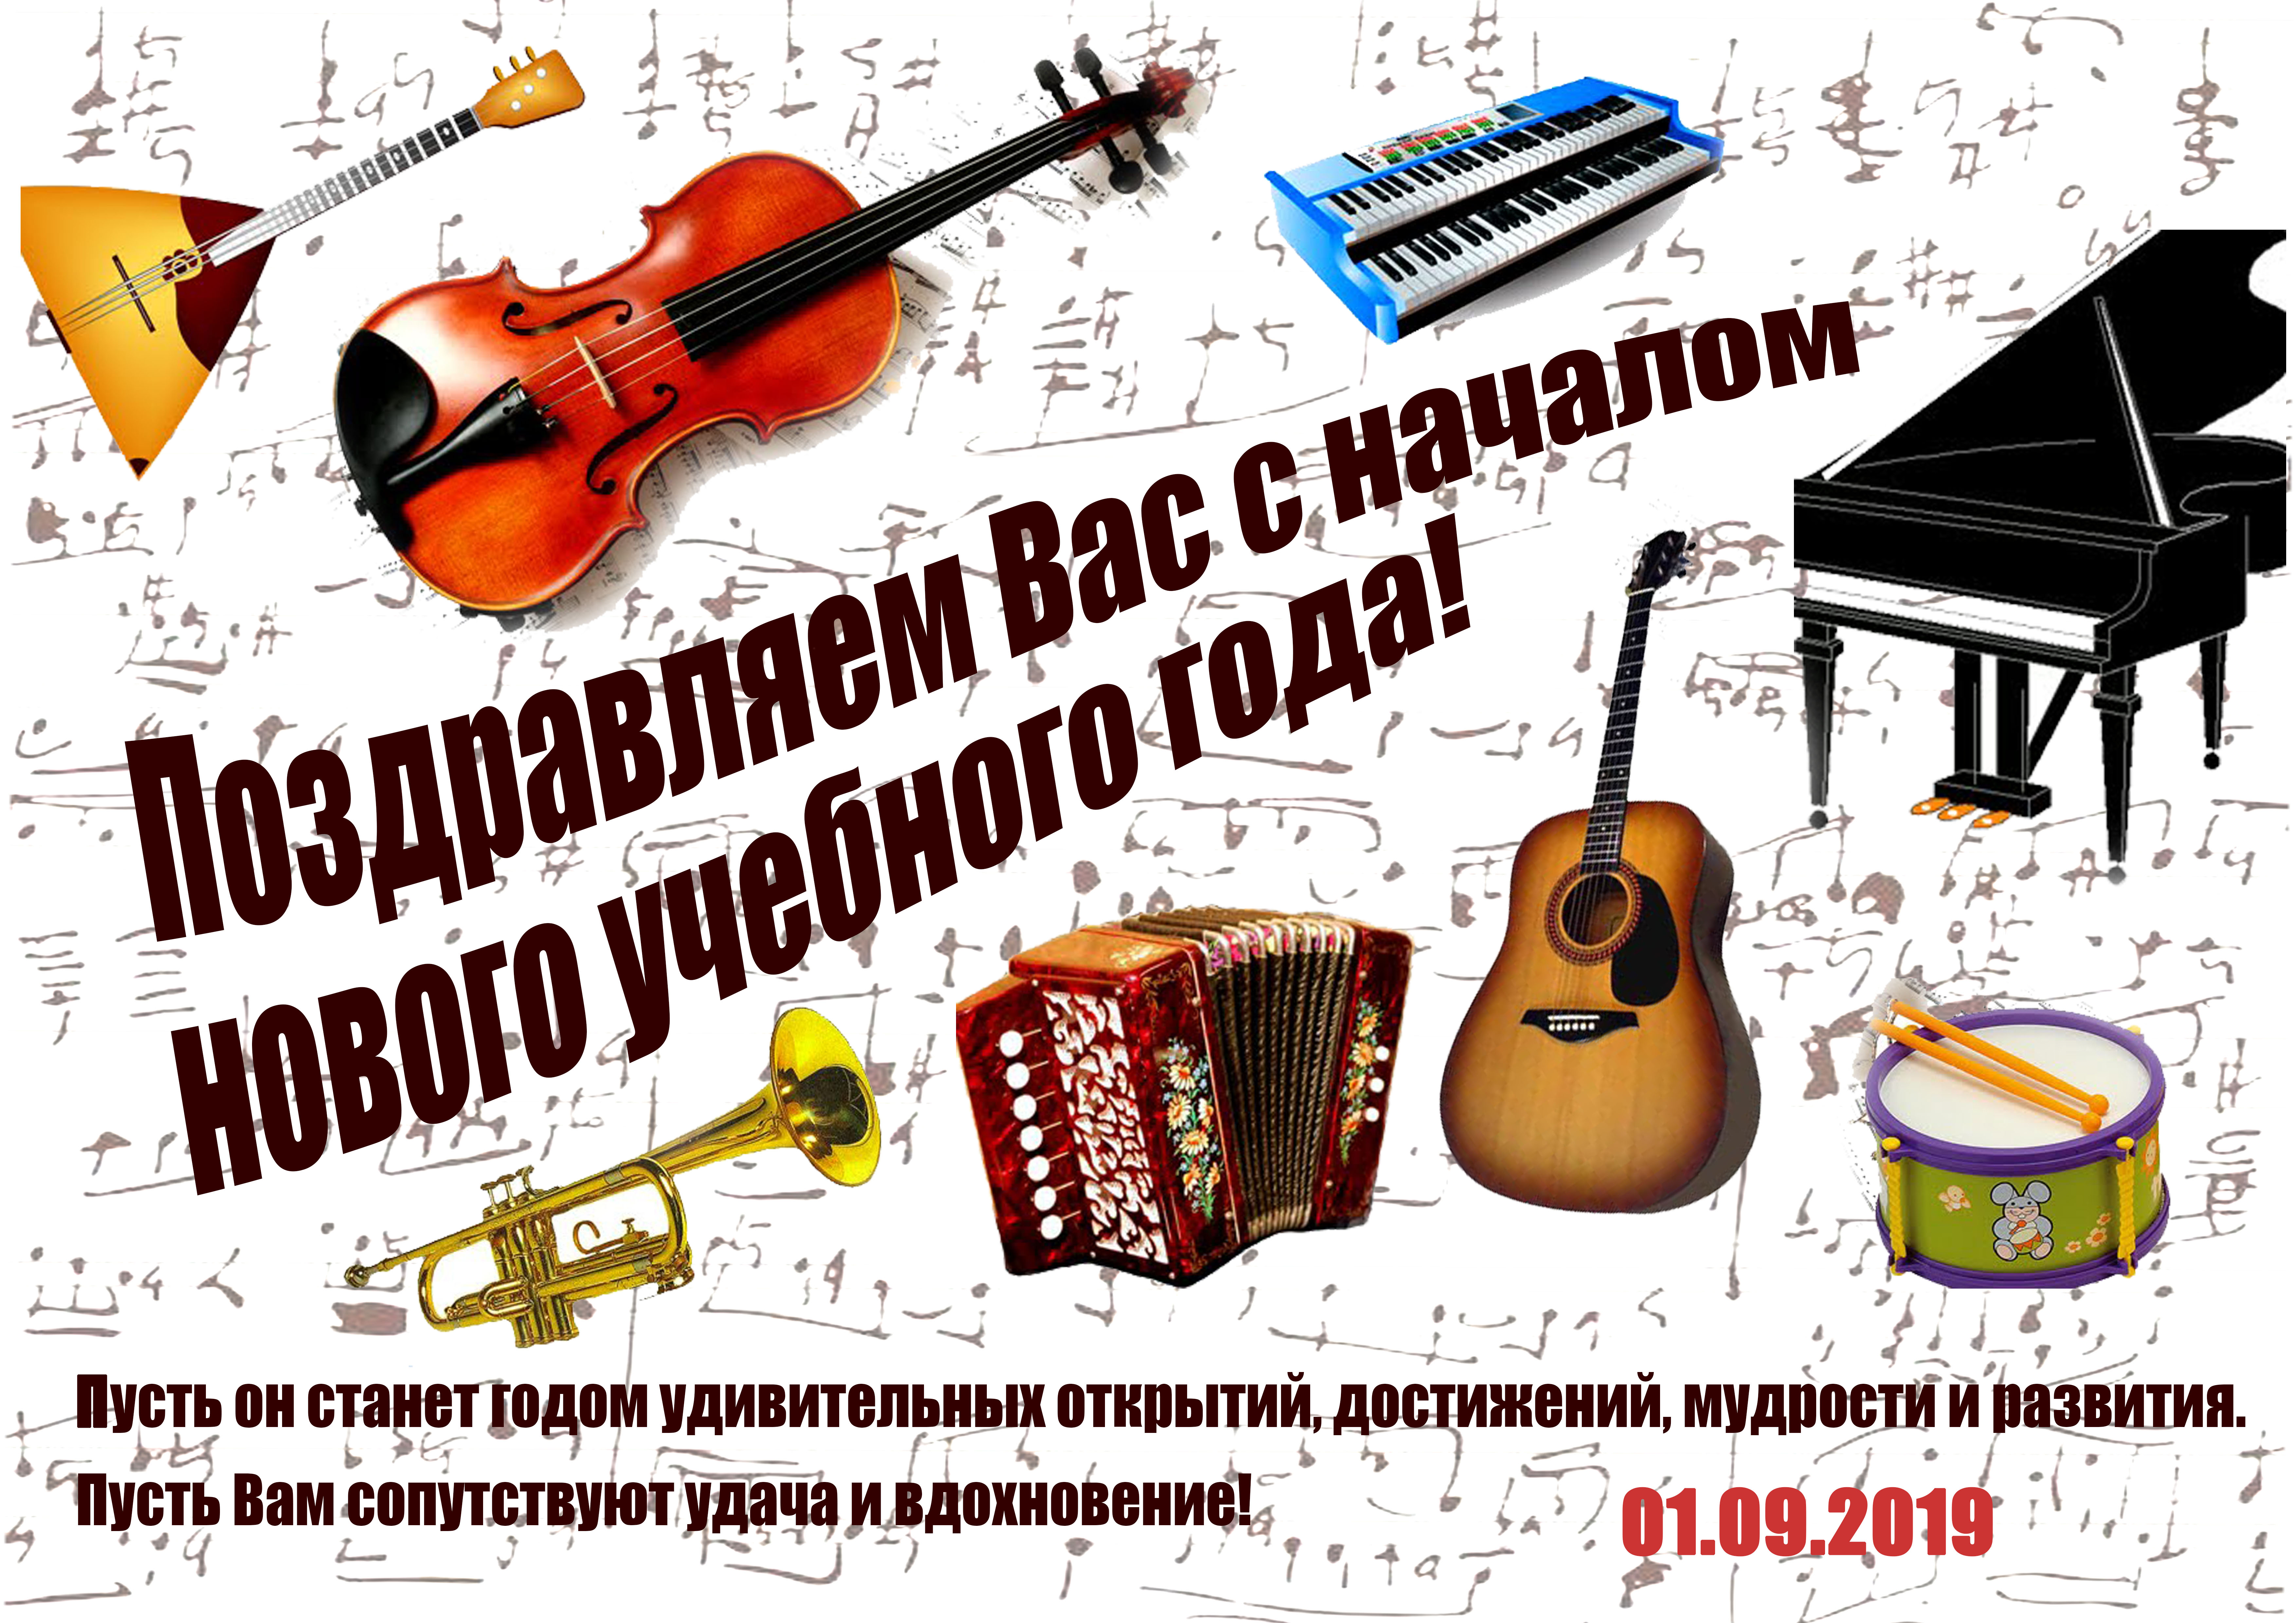 Поздравляем Вас с началом
нового учебного года!
Пусть он станет годом удивительных открытий, достижений, мудрости и развития.
Пусть Вам сопутствуют удача и вдохновение!
01.09.2019